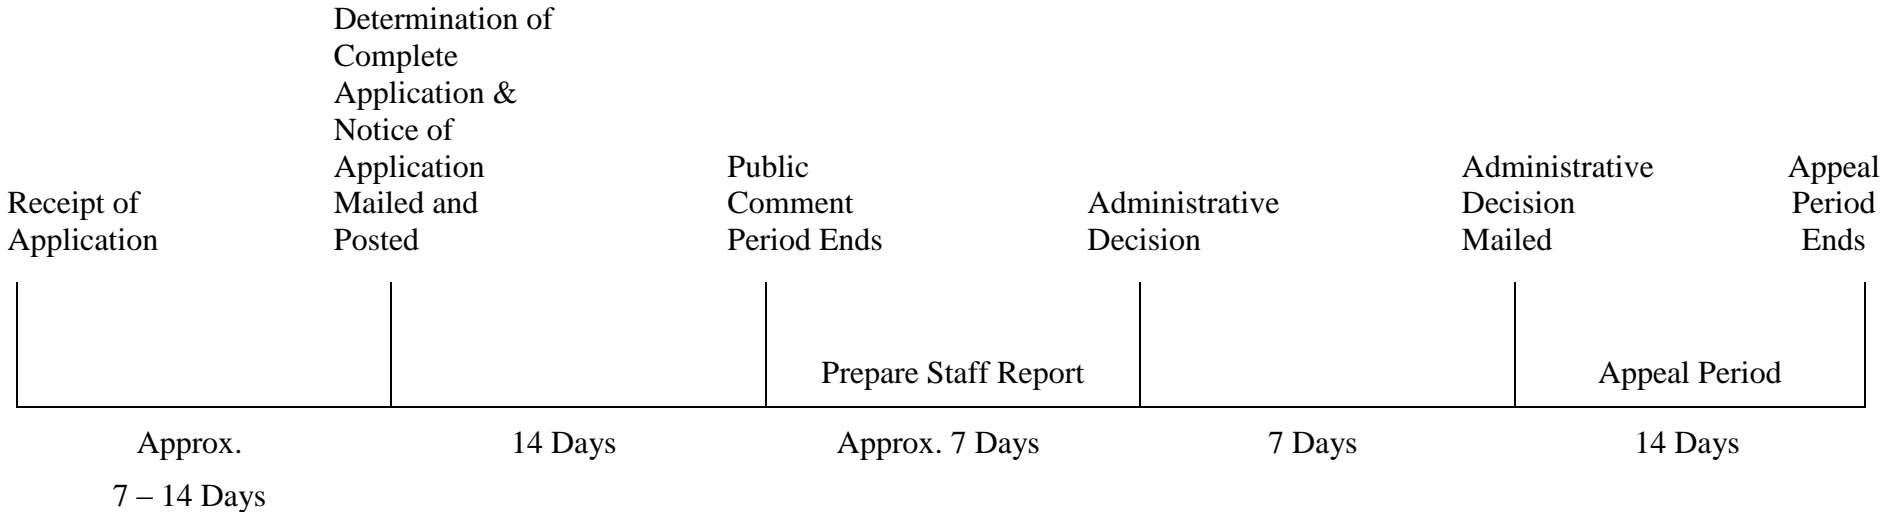 Receipt of
Application
Determination of
Complete
Application &
Notice of
Application
Mailed and
Posted
Public
Comment
Period Ends
Administrative
Decision
Administrative
Decision
Mailed
Appeal
Period
Ends
Prepare Staff Report
Appeal Period
Approx.
7 – 14 Days
14 Days
Approx. 7 Days
7 Days
14 Days